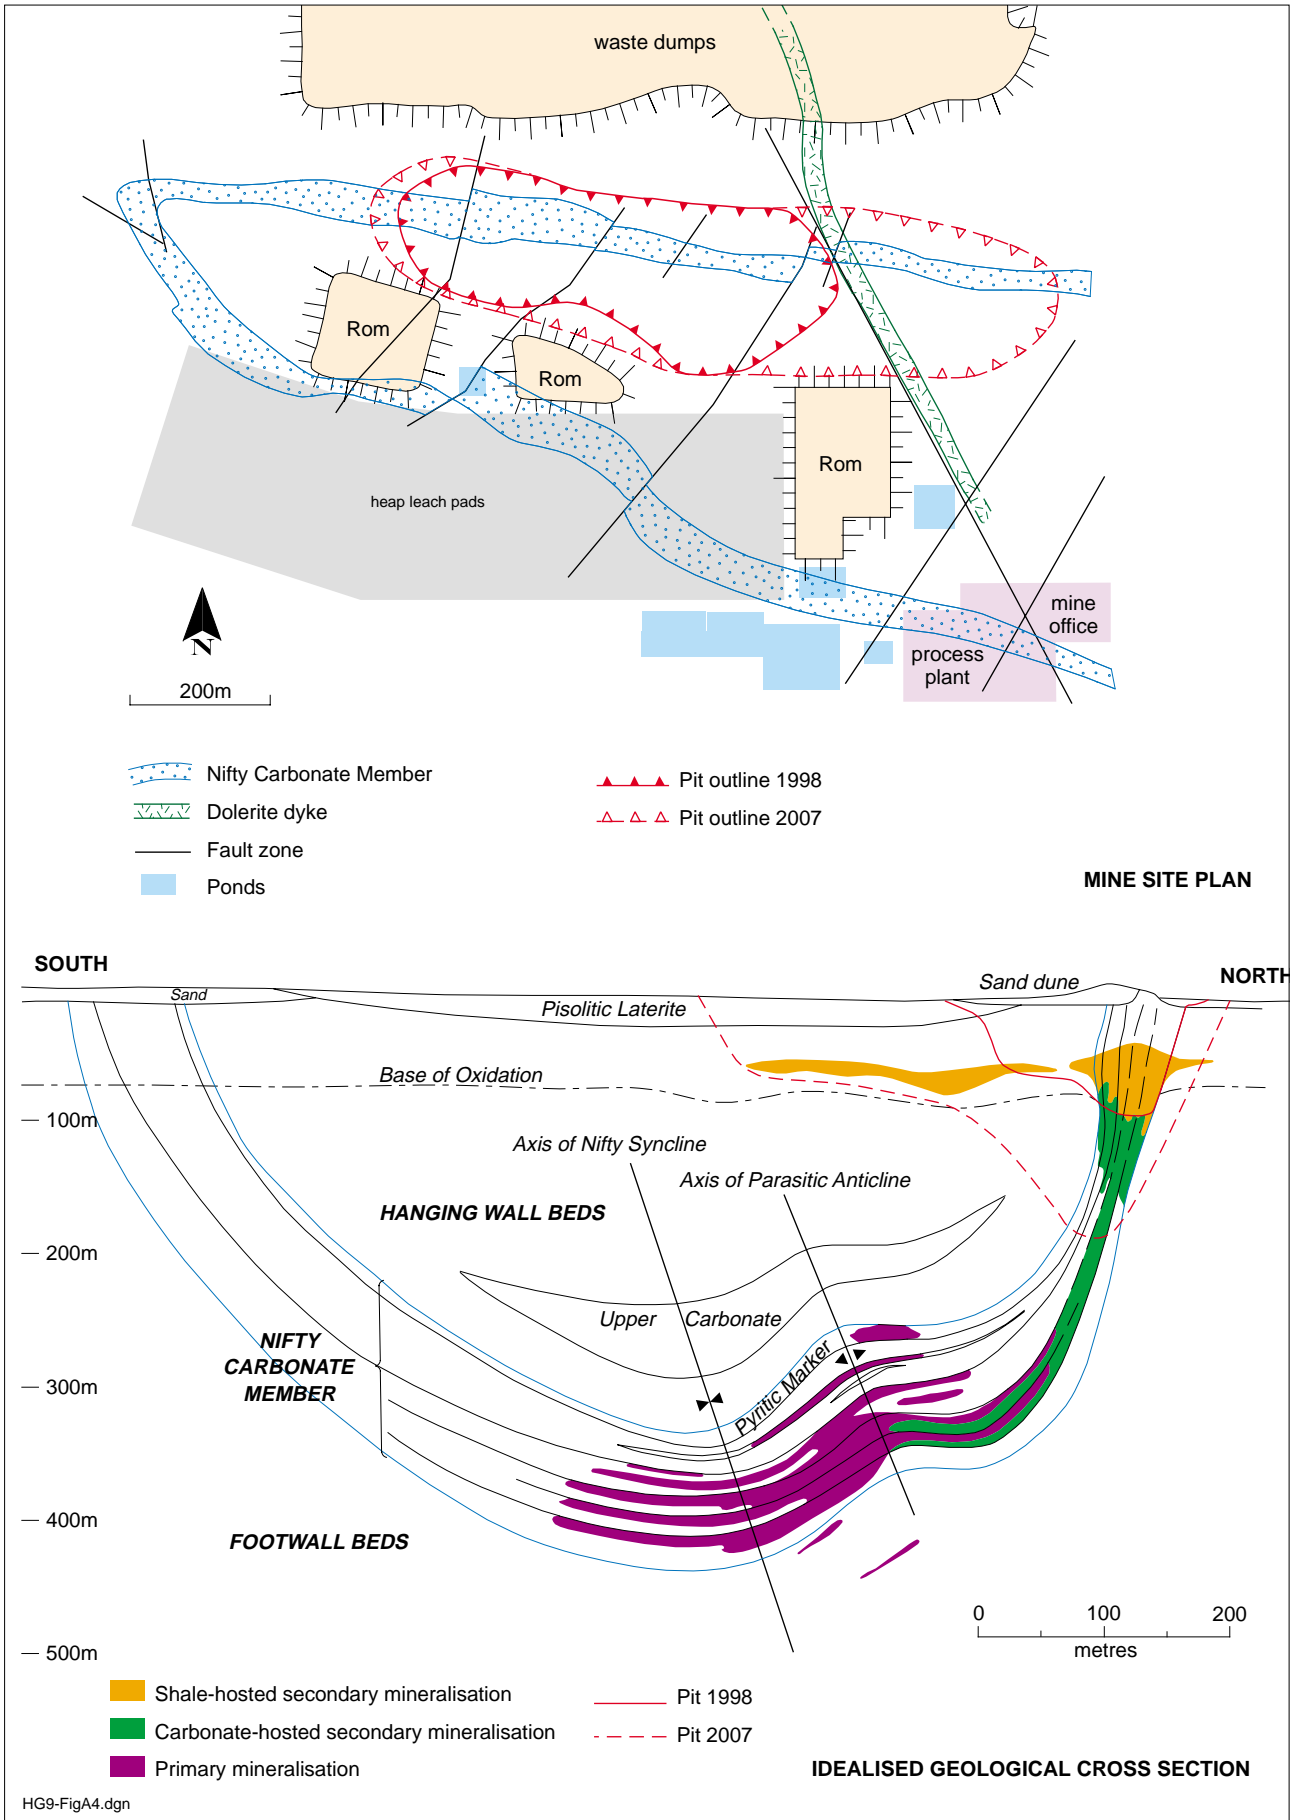 waste dumps
Rom
Rom
Rom
heap leach pads
mine
office
process
plant
N
200m
Nifty Carbonate Member
Dolerite dyke
Fault zone
Ponds
Pit outline 1998
Pit outline 2007
MINE SITE PLAN
SOUTH
NORTH
Sand
Sand dune
Pisolitic Laterite
Base of Oxidation
100m
Axis of Nifty Syncline
Axis of Parasitic Anticline
HANGING WALL BEDS
200m
Upper Carbonate
NIFTY
CARBONATE
MEMBER
Pyritic Marker
300m
400m
FOOTWALL BEDS
0 100 200
metres
500m
Shale-hosted secondary mineralisation
Carbonate-hosted secondary mineralisation
Primary mineralisation
Pit 1998
Pit 2007
IDEALISED GEOLOGICAL CROSS SECTION
HG9-FigA4.dgn